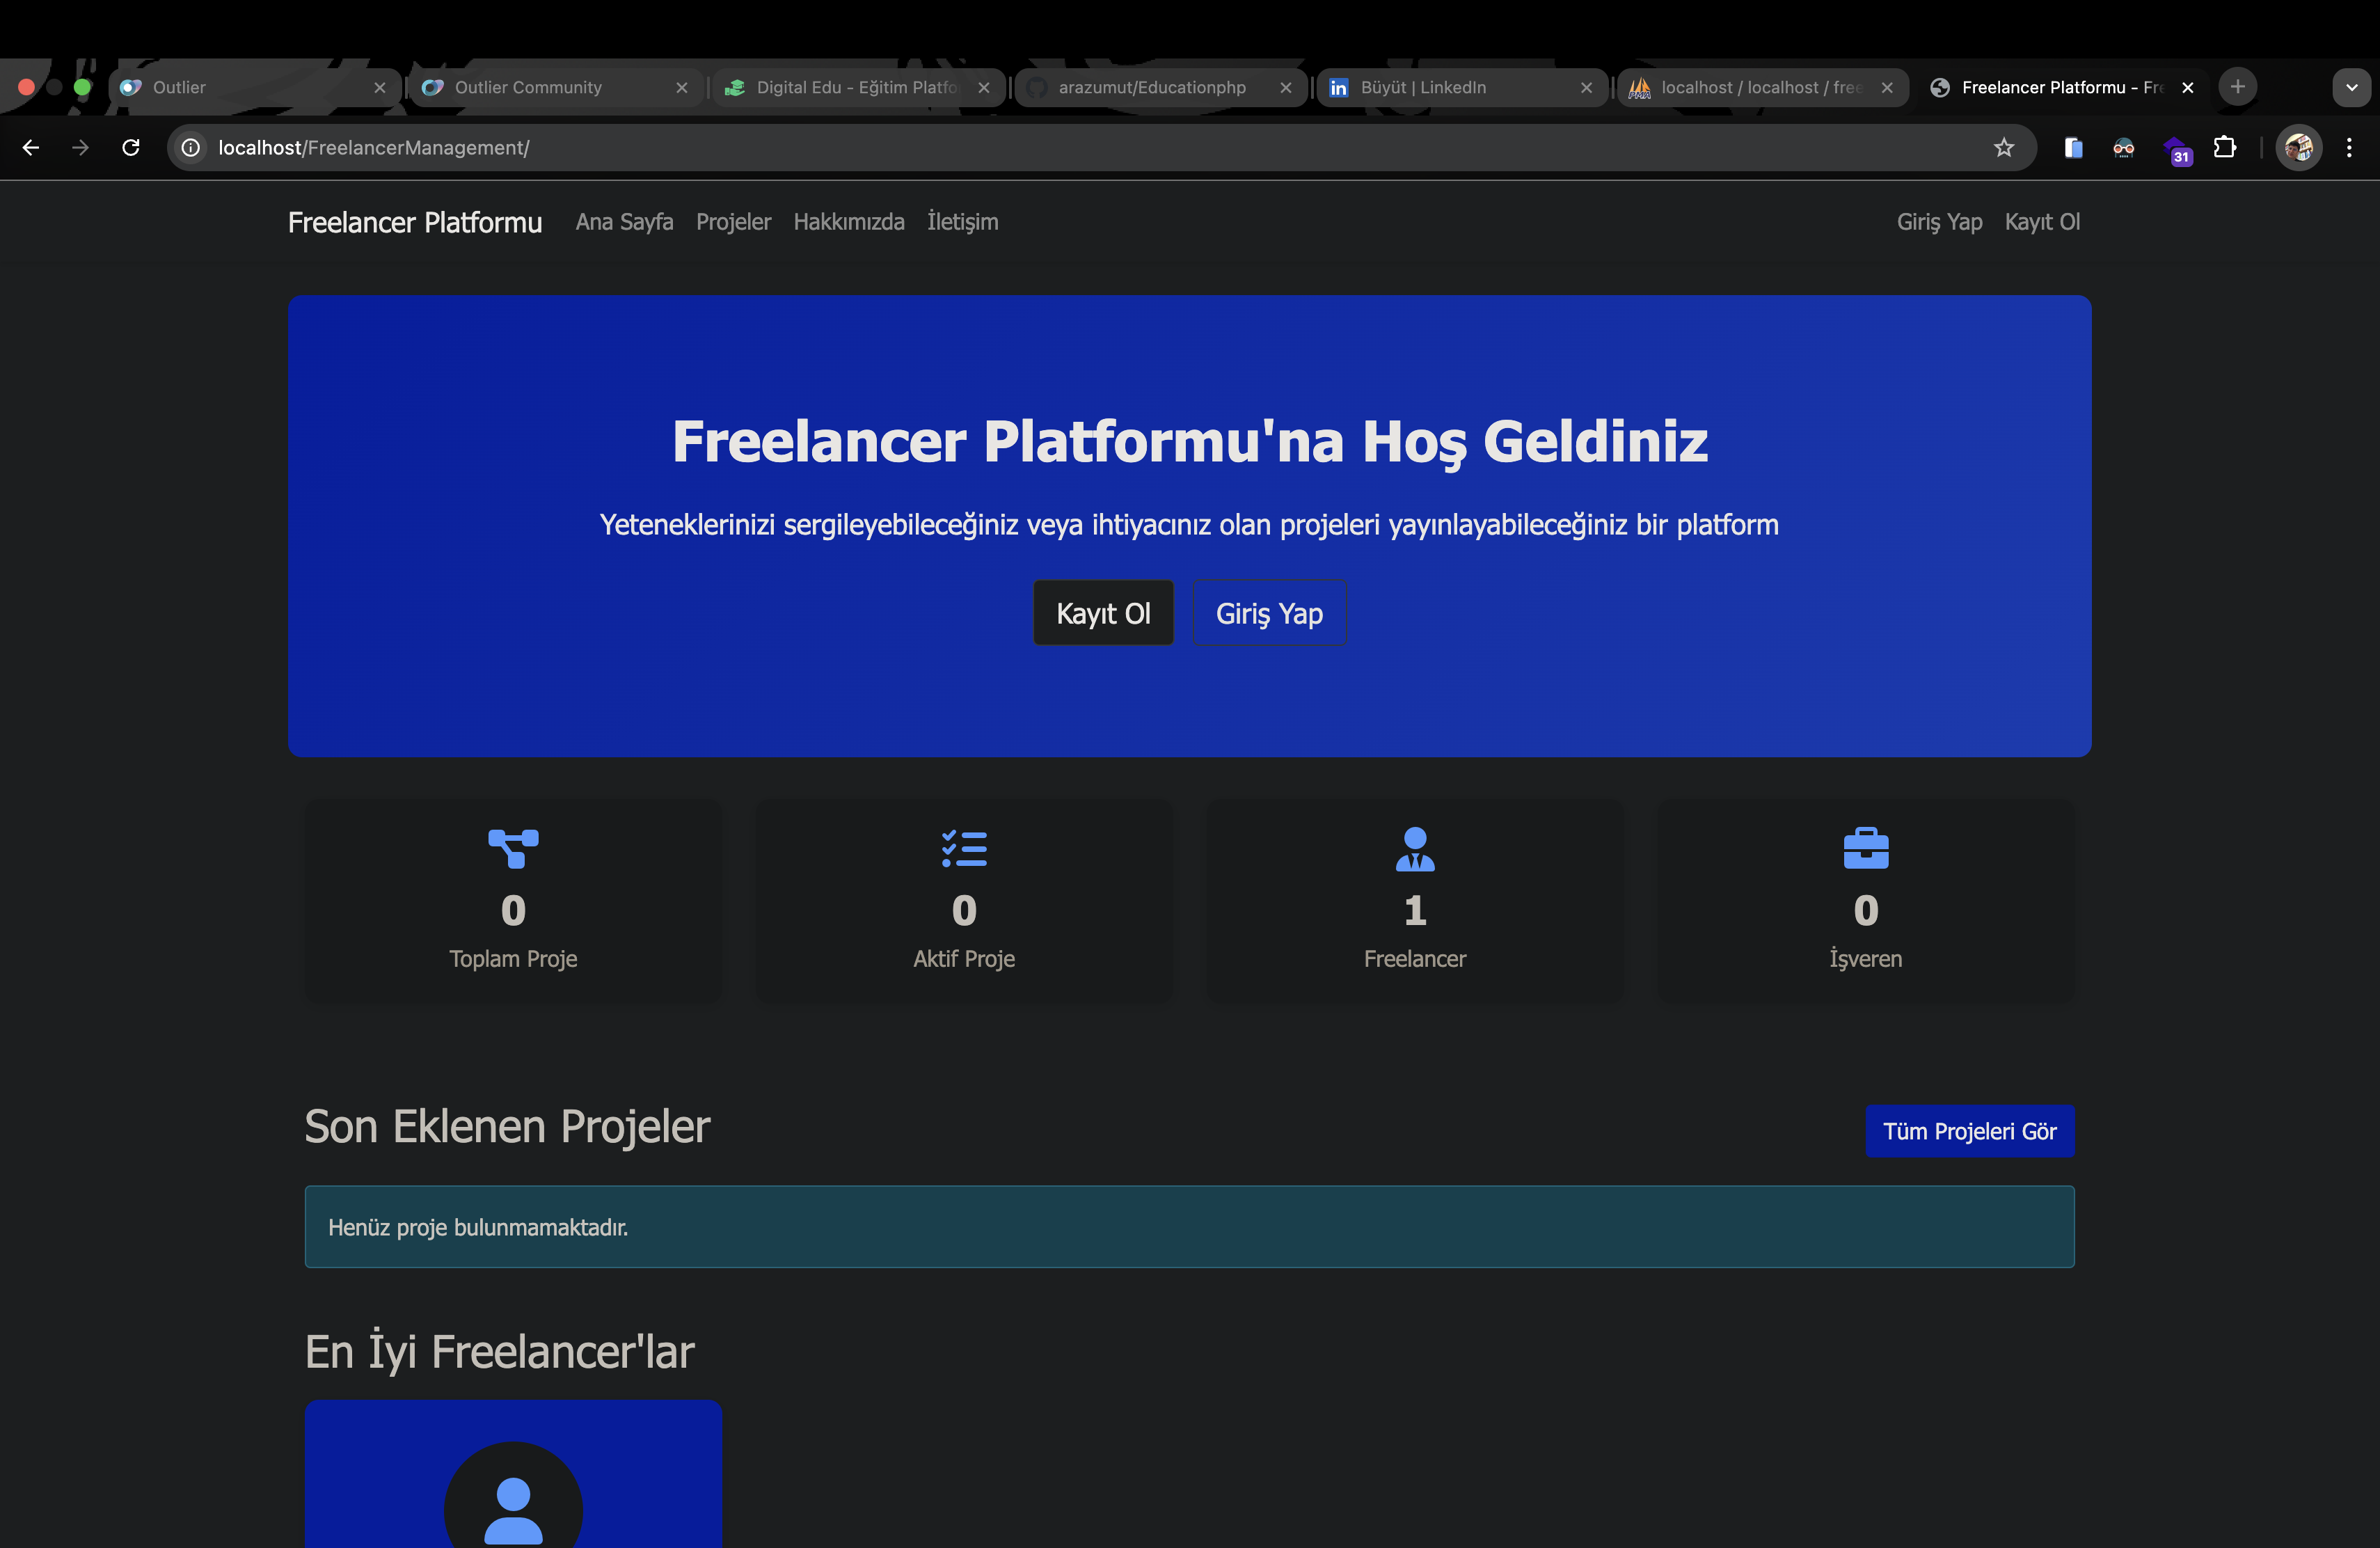 Outlier
Outlier Community
Digital Edu - Eğitim Platfo
arazumut/Educationphp
Büyüt | LinkedIn
localhost / localhost / free
Freelancer Platformu - Fre
localhost/FreelancerManagement/
31
Freelancer Platformu Ana Sayfa Projeler Hakkımızda İletişim Giriş Yap Kayıt Ol
Freelancer Platformu'na Hoş Geldiniz
Yeteneklerinizi sergileyebileceğiniz veya ihtiyacınız olan projeleri yayınlayabileceğiniz bir platform
Kayıt Ol Giriş Yap
0
Toplam Proje
0
Aktif Proje
1
Freelancer
0
İşveren
Son Eklenen Projeler
Tüm Projeleri Gör
Henüz proje bulunmamaktadır.
En İyi Freelancer'lar